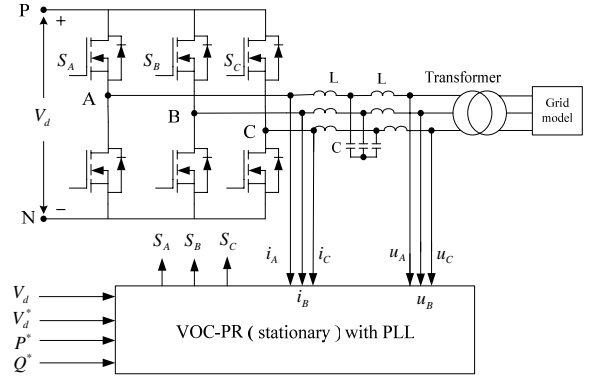 P
+
S_A
S_B
S_C
L
L
Transformer
A
B
C
V_d
C
Grid
model
N
−
S_A
S_B
S_C
i_A
i_B
i_C
u_A
u_B
u_C
V_d
V_d^*
P^*
Q^*
VOC-PR ( stationary ) with PLL